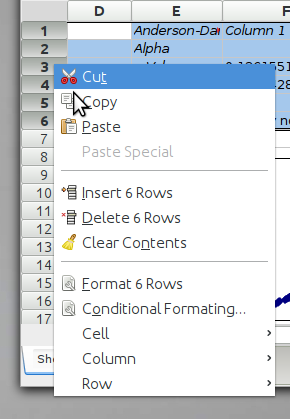 D E F
1 Anderson-Dar Column 1
2 Alpha
3
4
5
6
7
8
9
10
11
12
13
14
15
16
17
Cut
Copy
Paste
Paste Special
Insert 6 Rows
Delete 6 Rows
Clear Contents
Format 6 Rows
Conditional Formating...
Cell
Column
Row